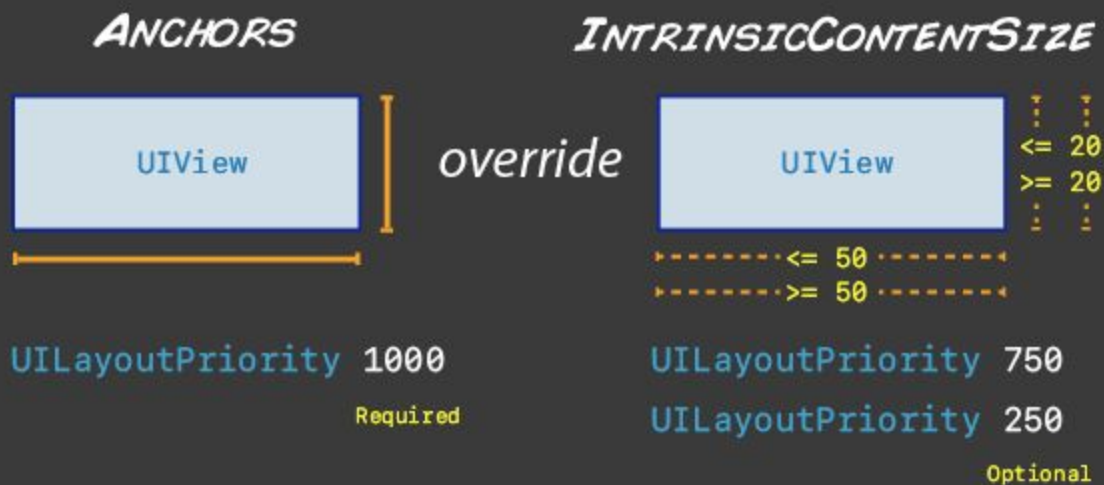 ANCHORS
INTRINSICCONTENTSIZE
UIView
override
UIView
<= 20
>= 20
<= 50
>= 50
UILayoutPriority 1000
Required
UILayoutPriority 750
UILayoutPriority 250
Optional